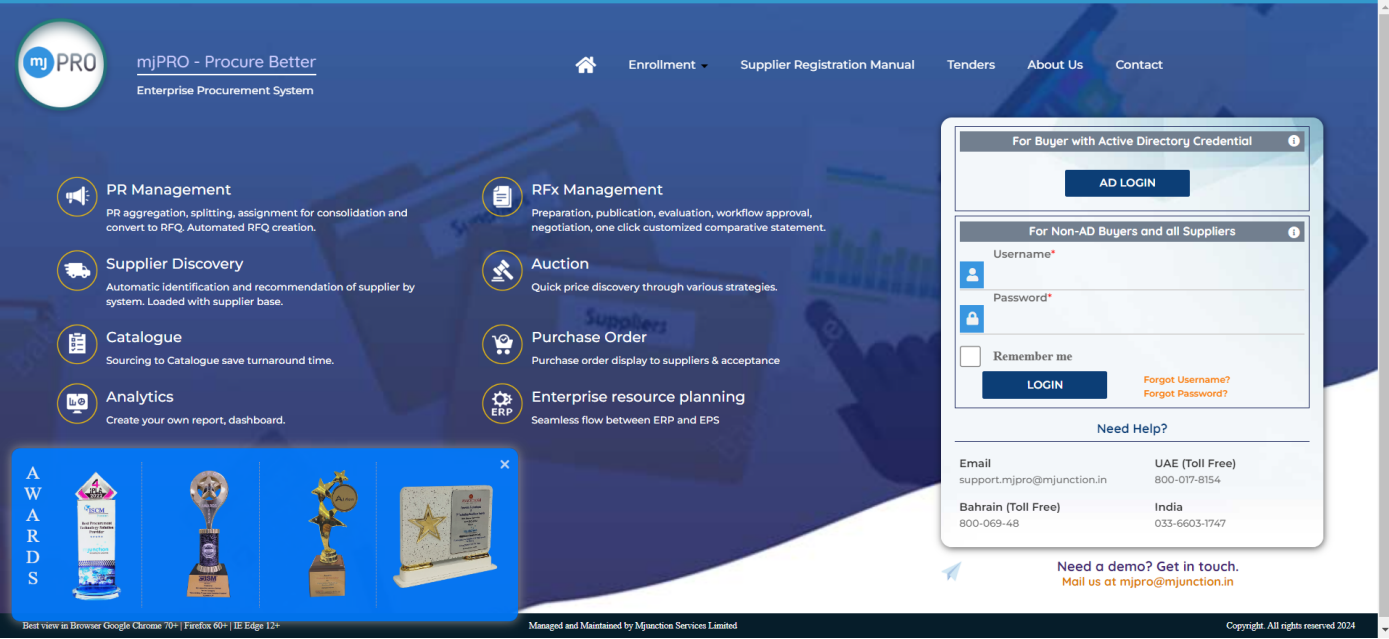 mj PRO
mjPRO - Procure Better
Enterprise Procurement System
Enrollment
Supplier Registration Manual
Tenders
About Us
Contact
PR Management
PR aggregation, splitting, assignment for consolidation and
convert to RFQ. Automated RFQ creation.
RFx Management
Preparation, publication, evaluation, workflow approval,
negotiation, one click customized comparative statement.
Supplier Discovery
Automatic identification and recommendation of supplier by
system. Loaded with supplier base.
Auction
Quick price discovery through various strategies.
Catalogue
Sourcing to Catalogue save turnaround time.
Suppliers
Purchase Order
Purchase order display to suppliers & acceptance
Analytics
Create your own report, dashboard.
ERP
Enterprise resource planning
Seamless flow between ERP and EPS
For Buyer with Active Directory Credential
AD LOGIN
For Non-AD Buyers and all Suppliers
Username*
Password*
Remember me
LOGIN
Forgot Username?
Forgot Password?
Need Help?
Email
support.mjpro@mjunction.in
UAE (Toll Free)
800-017-8154
Bahrain (Toll Free)
800-069-48
India
033-6603-1747
Need a demo? Get in touch.
Mail us at mjpro@mjunction.in
AWARDS
ISCM
Best Procurement
Technology Solution
Provider
Best view in Browser Google Chrome 70+ | Firefox 60+ | IE Edge 12+
Managed and Maintained by Mjunction Services Limited
Copyright. All rights reserved 2024